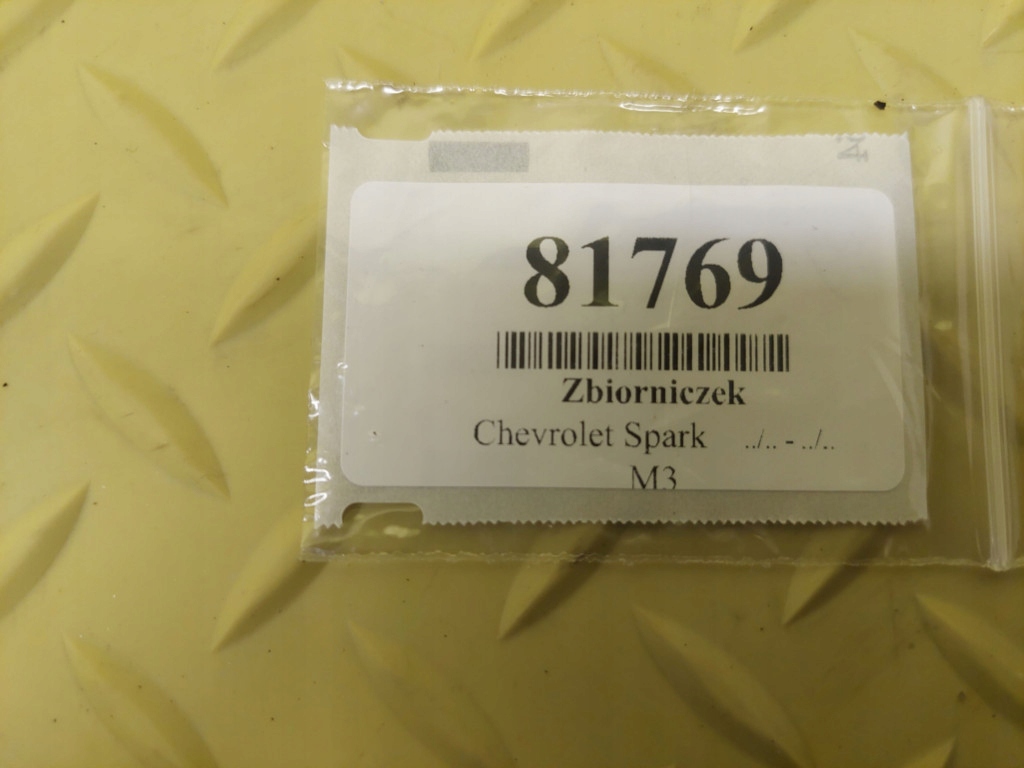 81769
Zbiorniczek
Chevrolet Spark ../.. - ../..
M3